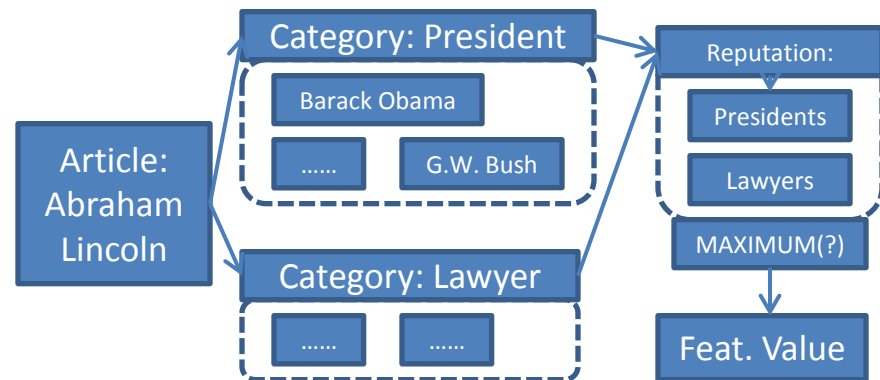 Article:
Abraham
Lincoln
Category: President
Barack Obama
......
G.W. Bush
Category: Lawyer
......
......
Reputation:
Presidents
Lawyers
MAXIMUM(?)
Feat. Value